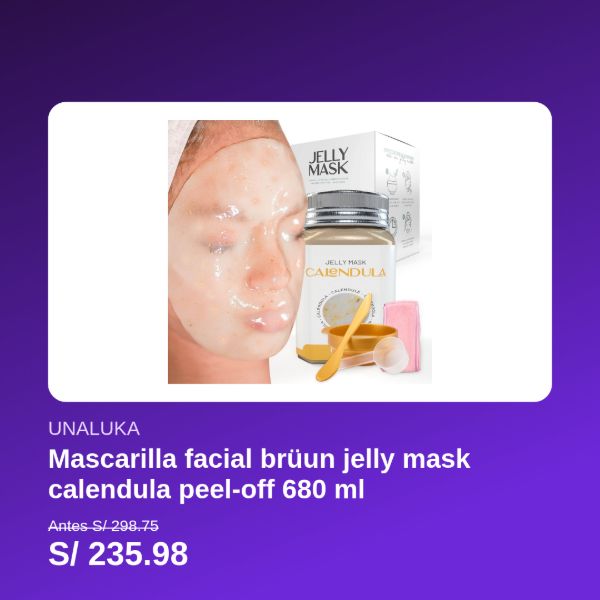 JELLY
MASK
JELLY MASK
CALENDULA
UNALUKA
Mascarilla facial brüun jelly mask
calendula peel-off 680 ml
Antes S/ 298.75
S/ 235.98